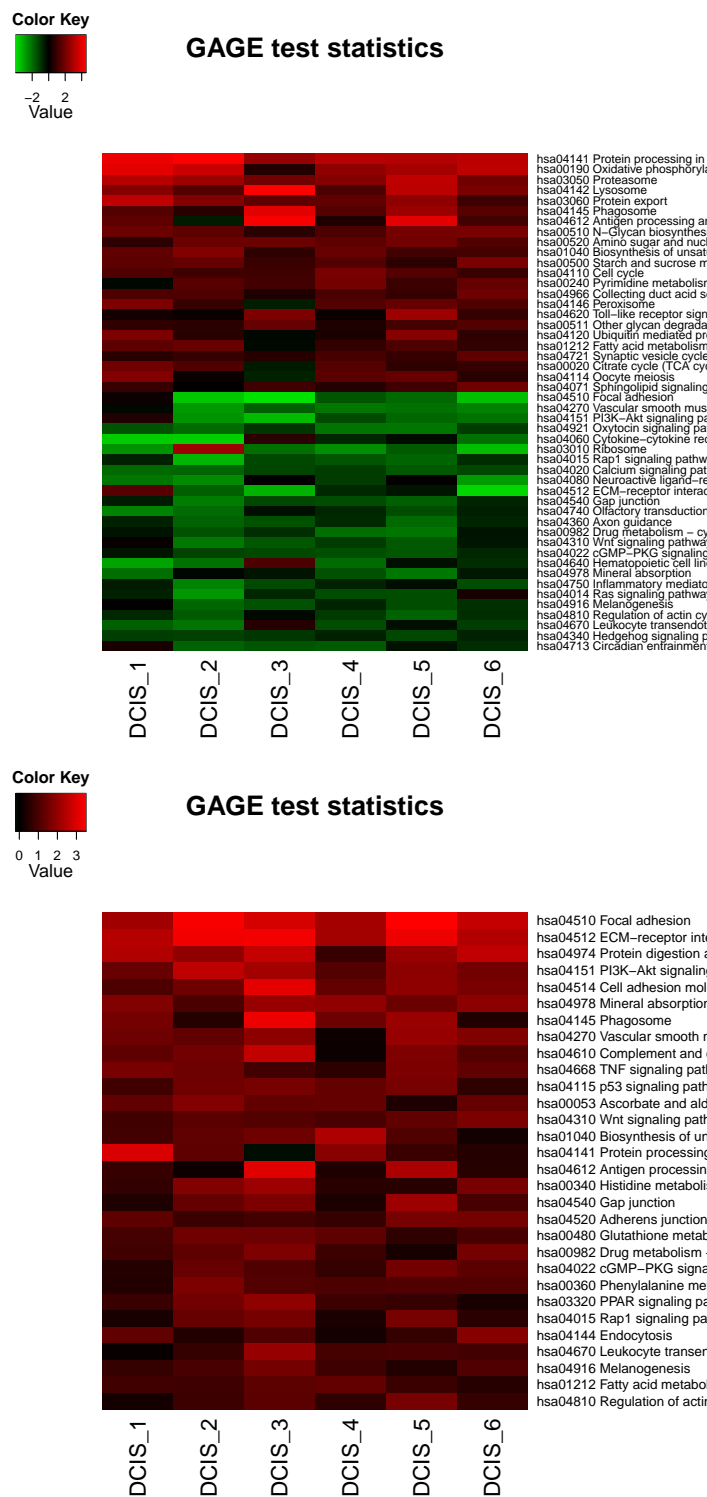 Color Key
GAGE test statistics
−2 2
Value
hsa04141 Protein processing in
hsa00190 Oxidative phosphoryla
hsa03050 Proteasome
hsa04142 Lysosome
hsa03060 Protein export
hsa04145 Phagosome
hsa04612 Antigen processing an
hsa00510 N−Glycan biosynthes
hsa00520 Amino sugar and nucl
hsa01040 Biosynthesis of unsat
hsa00500 Starch and sucrose m
hsa04110 Cell cycle
hsa00240 Pyrimidine metabolism
hsa04966 Collecting duct acid se
hsa04146 Peroxisome
hsa04620 Toll−like receptor sign
hsa00511 Other glycan degrada
hsa04120 Ubiquitin mediated pro
hsa01212 Fatty acid metabolism
hsa04721 Synaptic vesicle cycle
hsa00020 Citrate cycle (TCA cyc
hsa04114 Oocyte meiosis
hsa04071 Sphingolipid signaling
hsa04510 Focal adhesion
hsa04270 Vascular smooth mus
hsa04151 PI3K−Akt signaling pa
hsa04921 Oxytocin signaling pa
hsa04060 Cytokine−cytokine rec
hsa03010 Ribosome
hsa04015 Rap1 signaling pathw
hsa04020 Calcium signaling pat
hsa04080 Neuroactive ligand−re
hsa04512 ECM−receptor interac
hsa04540 Gap junction
hsa04740 Olfactory transduction
hsa04360 Axon guidance
hsa00982 Drug metabolism − cy
hsa04310 Wnt signaling pathway
hsa04022 cGMP−PKG signaling
hsa04640 Hematopoietic cell line
hsa04978 Mineral absorption
hsa04750 Inflammatory mediato
hsa04014 Ras signaling pathway
hsa04916 Melanogenesis
hsa04810 Regulation of actin cy
hsa04670 Leukocyte transendot
hsa04340 Hedgehog signaling p
hsa04713 Circadian entrainment
DCIS_1 DCIS_2 DCIS_3 DCIS_4 DCIS_5 DCIS_6
Color Key
GAGE test statistics
0 1 2 3
Value
hsa04510 Focal adhesion
hsa04512 ECM−receptor inte
hsa04974 Protein digestion a
hsa04151 PI3K−Akt signaling
hsa04514 Cell adhesion mol
hsa04978 Mineral absorption
hsa04145 Phagosome
hsa04270 Vascular smooth m
hsa04610 Complement and c
hsa04668 TNF signaling path
hsa04115 p53 signaling path
hsa00053 Ascorbate and ald
hsa04310 Wnt signaling path
hsa01040 Biosynthesis of un
hsa04141 Protein processing
hsa04612 Antigen processin
hsa00340 Histidine metabolis
hsa04540 Gap junction
hsa04520 Adherens junction
hsa00480 Glutathione metab
hsa00982 Drug metabolism −
hsa04022 cGMP−PKG signa
hsa00360 Phenylalanine met
hsa03320 PPAR signaling pa
hsa04015 Rap1 signaling pa
hsa04144 Endocytosis
hsa04670 Leukocyte transen
hsa04916 Melanogenesis
hsa01212 Fatty acid metabol
hsa04810 Regulation of actin
DCIS_1 DCIS_2 DCIS_3 DCIS_4 DCIS_5 DCIS_6